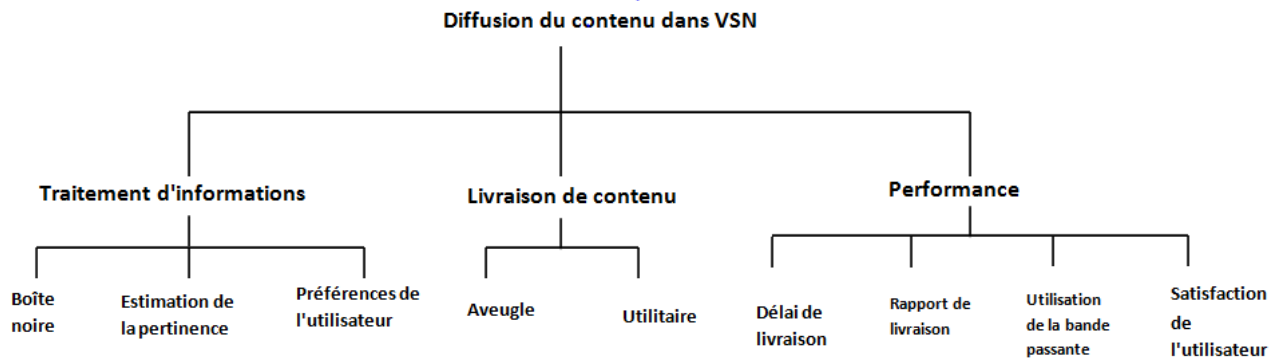 Diffusion du contenu dans VSN
Traitement d'informations
Livraison de contenu
Performance
Boîte
noire
Estimation de
la pertinence
Préférences de
l'utilisateur
Aveugle
Utilitaire
Délai de
livraison
Rapport de
livraison
Utilisation
de la bande
passante
Satisfaction
de
l'utilisateur